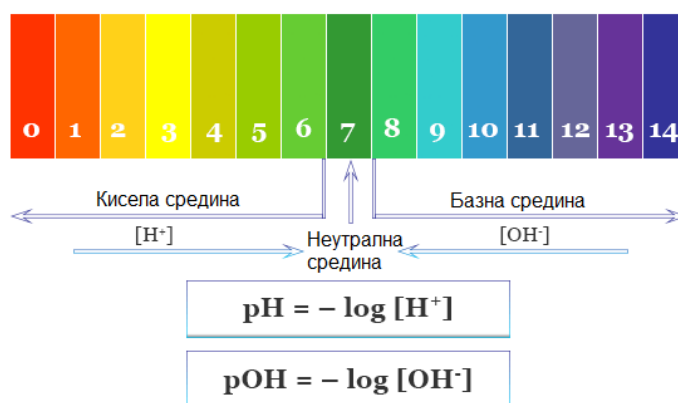 0 1 2 3 4 5 6 7 8 9 10 11 12 13 14
Кисела средина
Базна средина
[H⁺]
Неутрална
средина
[OH⁻]
pH = – log [H⁺]
pOH = – log [OH⁻]